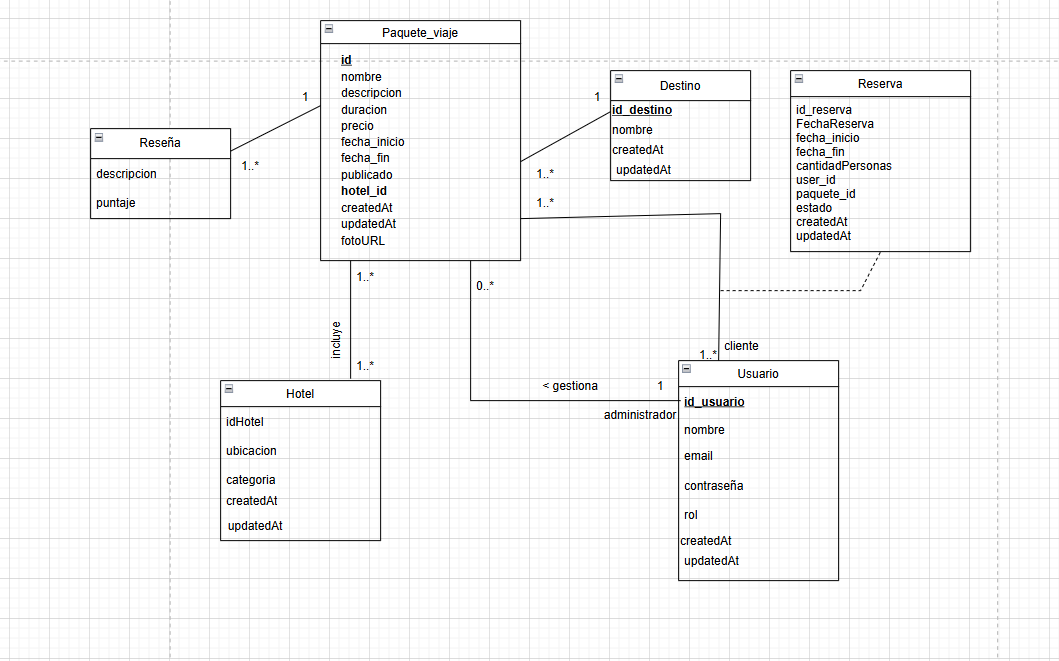 Paquete_viaje
id
nombre
descripcion
duracion
precio
fecha_inicio
fecha_fin
publicado
hotel_id
createdAt
updatedAt
fotoURL
1
1..*
Reseña
descripcion
puntaje
1
1..*
1..*
Destino
id_destino
nombre
createdAt
updatedAt
Reserva
id_reserva
FechaReserva
fecha_inicio
fecha_fin
cantidadPersonas
user_id
paquete_id
estado
createdAt
updatedAt
1..*
incluye
1..*
0..*
Hotel
idHotel
ubicacion
categoria
createdAt
updatedAt
< gestiona
1
administrador
cliente
1..*
Usuario
id_usuario
nombre
email
contraseña
rol
createdAt
updatedAt